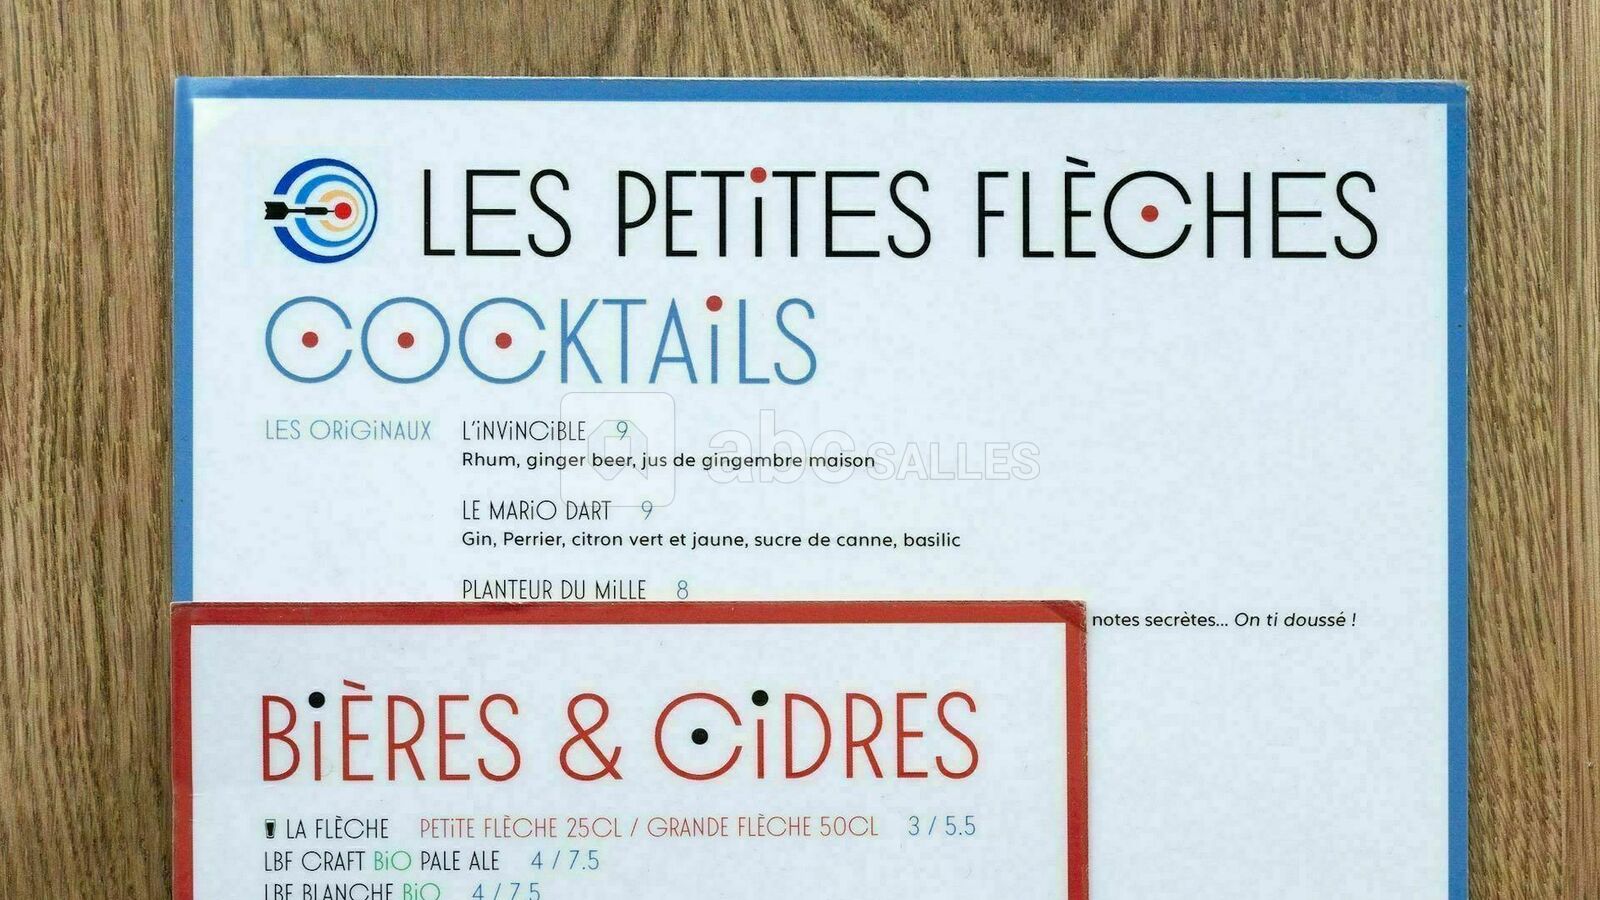 LES PETiTES FLÈCHES
COCKTAiLS
LES ORiGiNAUX L'iNViNCiBLE 9
Rhum, ginger beer, jus de gingembre maison
abcSALLES
LE MARiO DART 9
Gin, Perrier, citron vert et jaune, sucre de canne, basilic
PLANTEUR DU MiLLE 8
notes secrètes... On ti doussé !
BiÈRES & CiDRES
LA FLÈCHE PETiTE FLÈCHE 25CL / GRANDE FLÈCHE 50CL 3 / 5.5
LBF CRAFT BiO PALE ALE 4 / 7.5
LBF BLANCHE BiO 4 / 7.5